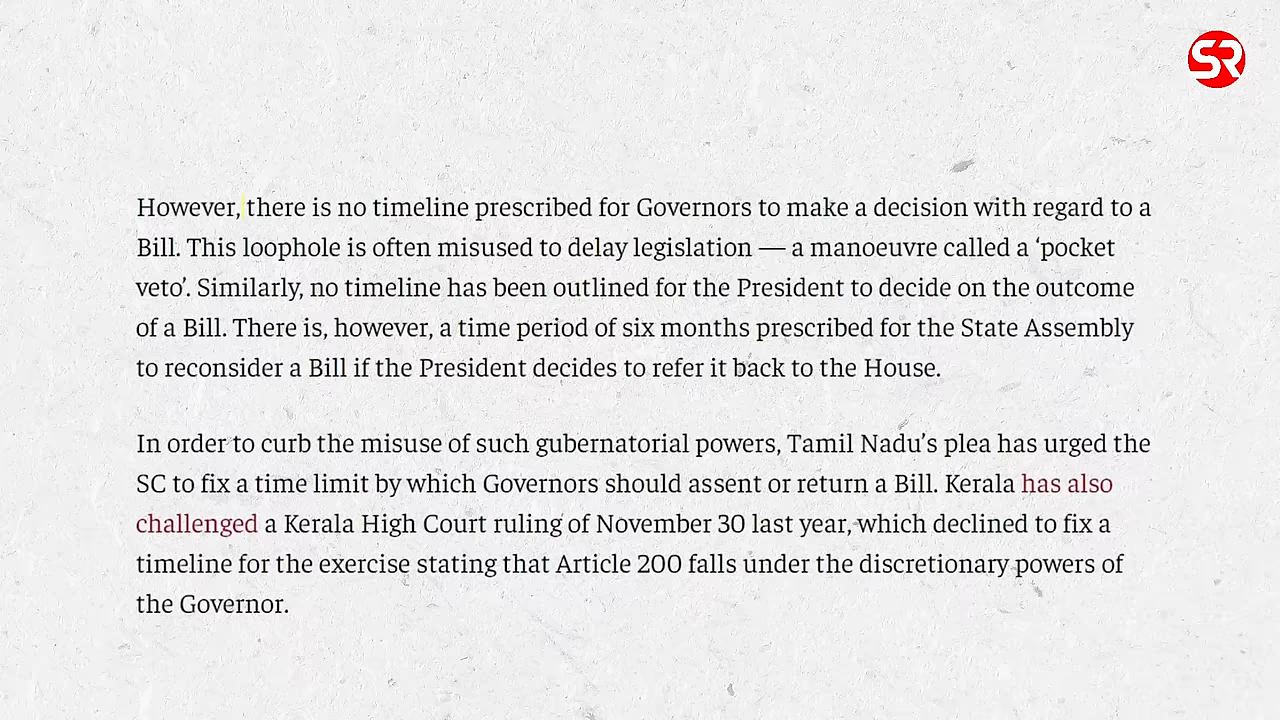 SR
However, there is no timeline prescribed for Governors to make a decision with regard to a
Bill. This loophole is often misused to delay legislation — a manoeuvre called a ‘pocket
veto’. Similarly, no timeline has been outlined for the President to decide on the outcome
of a Bill. There is, however, a time period of six months prescribed for the State Assembly
to reconsider a Bill if the President decides to refer it back to the House.
In order to curb the misuse of such gubernatorial powers, Tamil Nadu’s plea has urged the
SC to fix a time limit by which Governors should assent or return a Bill. Kerala has also
challenged a Kerala High Court ruling of November 30 last year, which declined to fix a
timeline for the exercise stating that Article 200 falls under the discretionary powers of
the Governor.